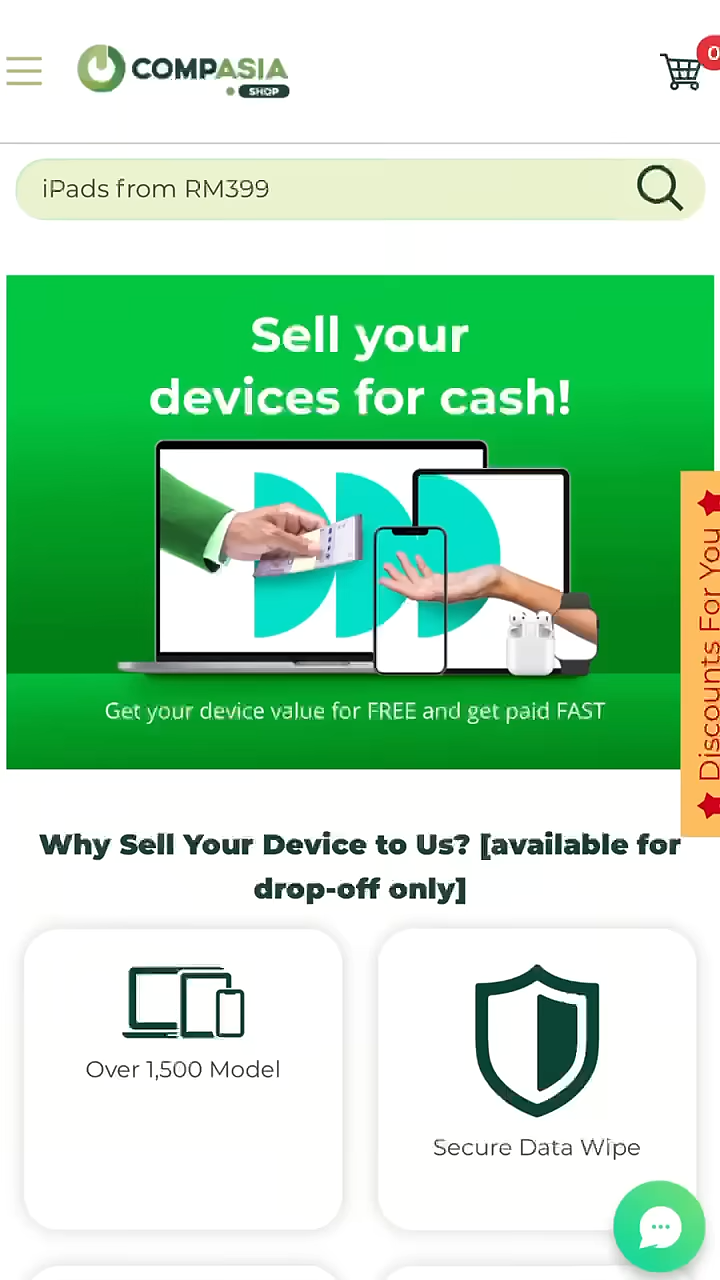 COMPASIA
SHOP
0
iPads from RM399
Sell your
devices for cash!
Get your device value for FREE and get paid FAST
Discounts For You
Why Sell Your Device to Us? [available for
drop-off only]
Over 1,500 Model
Secure Data Wipe